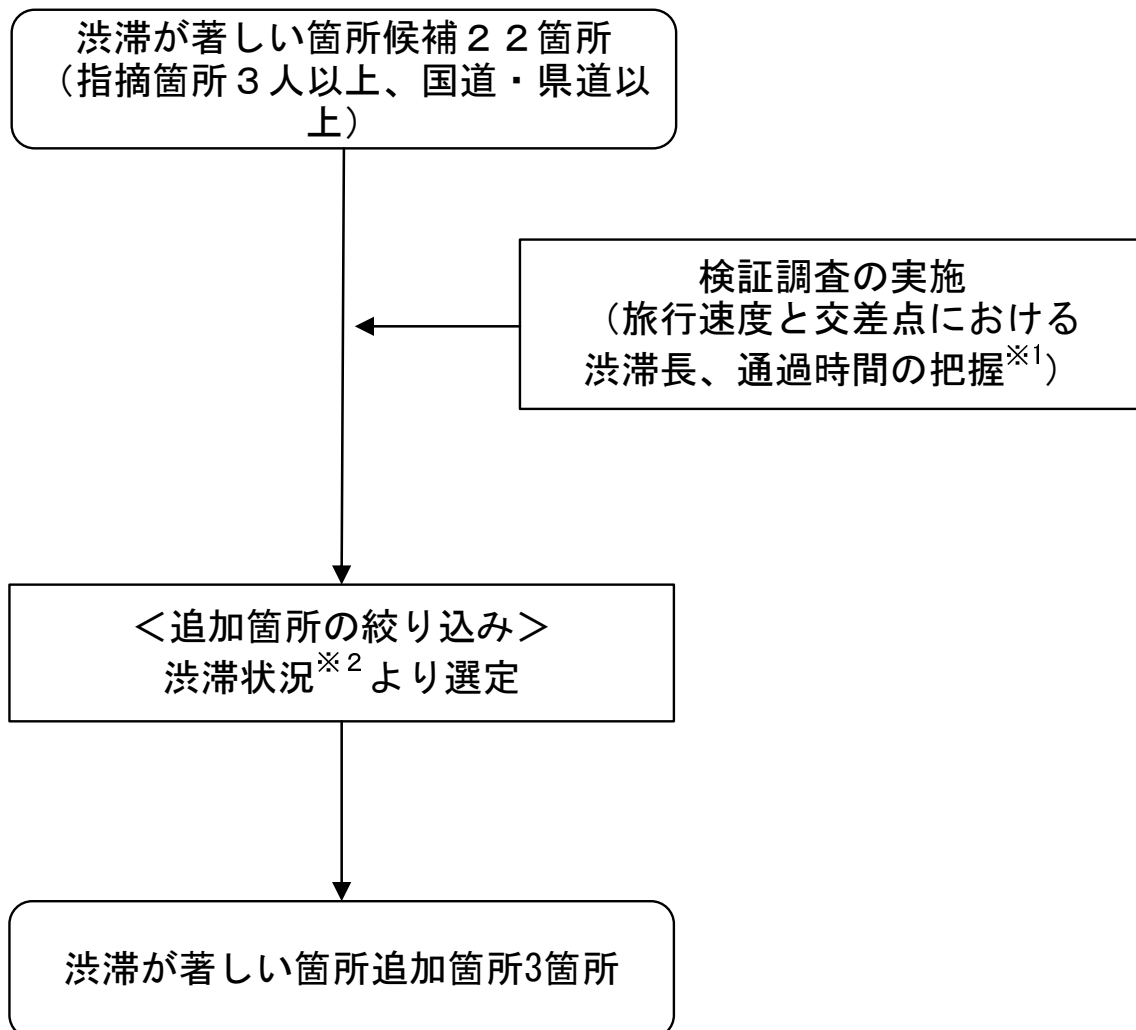 渋滞が著しい箇所候補２２箇所
（指摘箇所３人以上、国道・県道以
上）
検証調査の実施
（旅行速度と交差点における
渋滞長、通過時間の把握※1）
＜追加箇所の絞り込み＞
渋滞状況※２より選定
渋滞が著しい箇所追加箇所3箇所